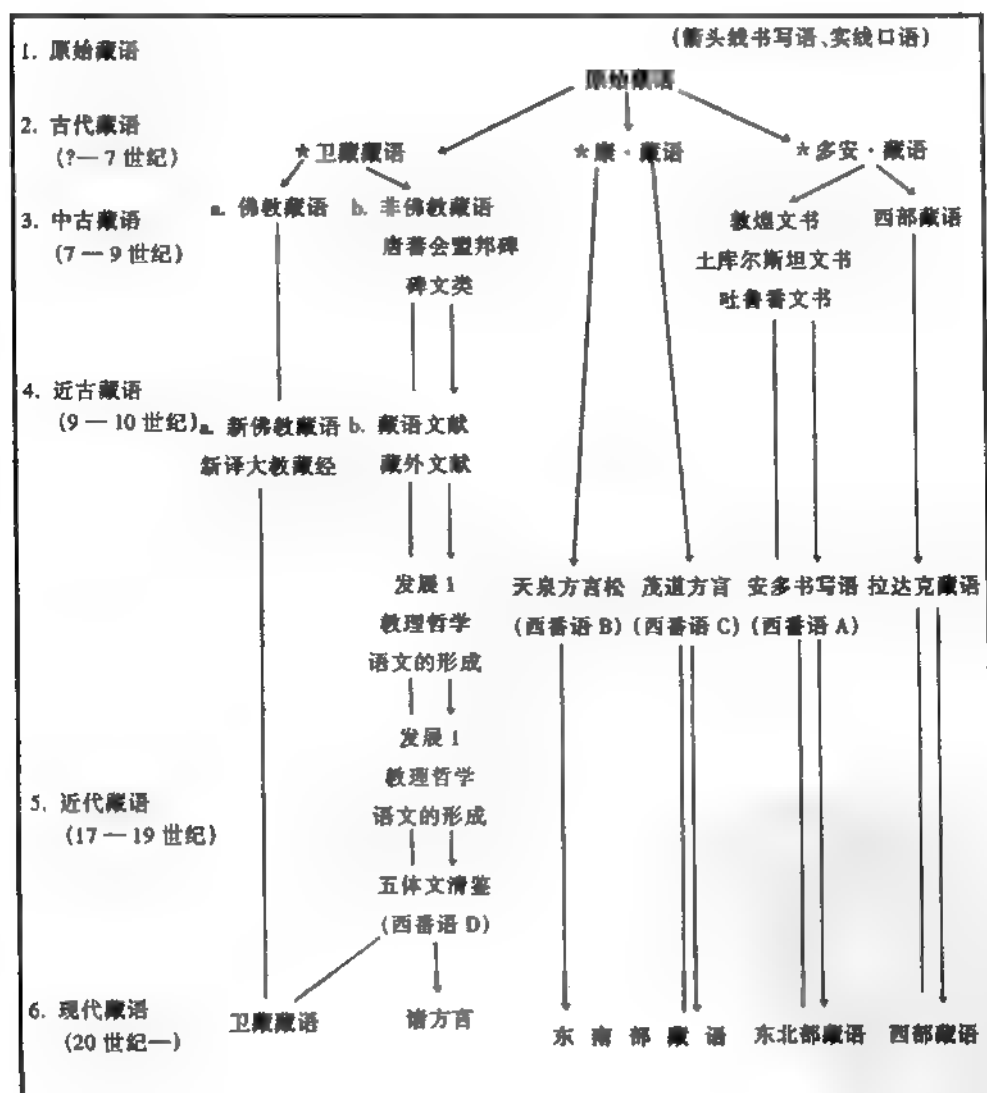 (箭头线书写语、实线口语)
1. 原始藏语
原始藏语
2. 古代藏语
(?—7世纪)
*卫藏藏语 *康·藏语 *多安·藏语
3. 中古藏语
(7—9世纪)
a. 佛教藏语 b. 非佛教藏语
唐蕃会盟邦碑
碑文类
敦煌文书 西部藏语
土库尔斯坦文书
吐鲁番文书
4. 近古藏语
(9—10世纪)
a. 新佛教藏语 b. 藏语文献
新译大教藏经 藏外文献
发展1
教理哲学
语文的形成
天泉方言松 茂道方言 安多书写语 拉达克藏语
(西番语B) (西番语C) (西番语A)
发展1
教理哲学
语文的形成
5. 近代藏语
(17—19世纪)
五体文清鉴
(西番语D)
6. 现代藏语
(20世纪—)
卫藏藏语 诸方言 东南部藏语 东北部藏语 西部藏语